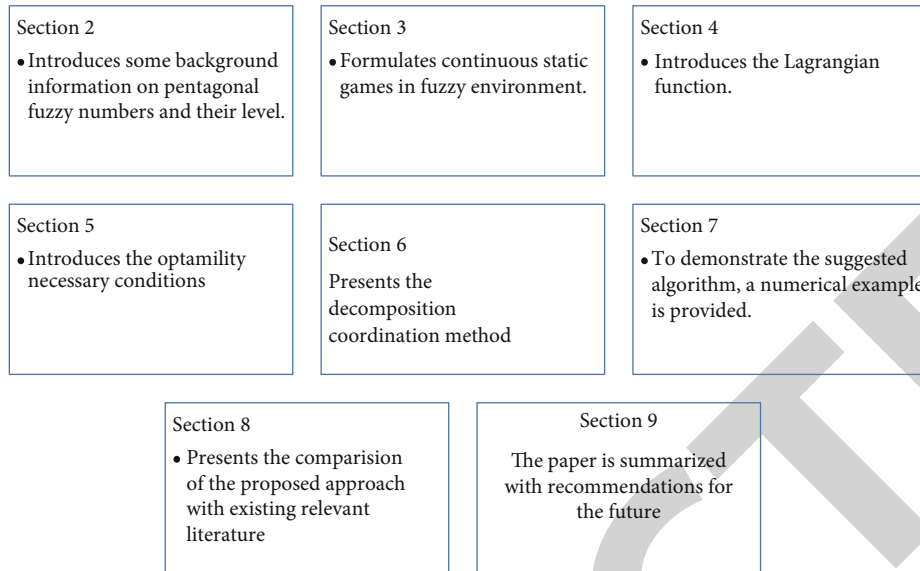 Section 2
• Introduces some background
information on pentagonal
fuzzy numbers and their level.
Section 3
• Formulates continuous static
games in fuzzy environment.
Section 4
• Introduces the Lagrangian
function.
Section 5
• Introduces the optamility
necessary conditions
Section 6
Presents the
decomposition
coordination method
Section 7
• To demonstrate the suggested
algorithm, a numerical example
is provided.
Section 8
• Presents the comparision
of the proposed approach
with existing relevant
literature
Section 9
The paper is summarized
with recommendations for
the future